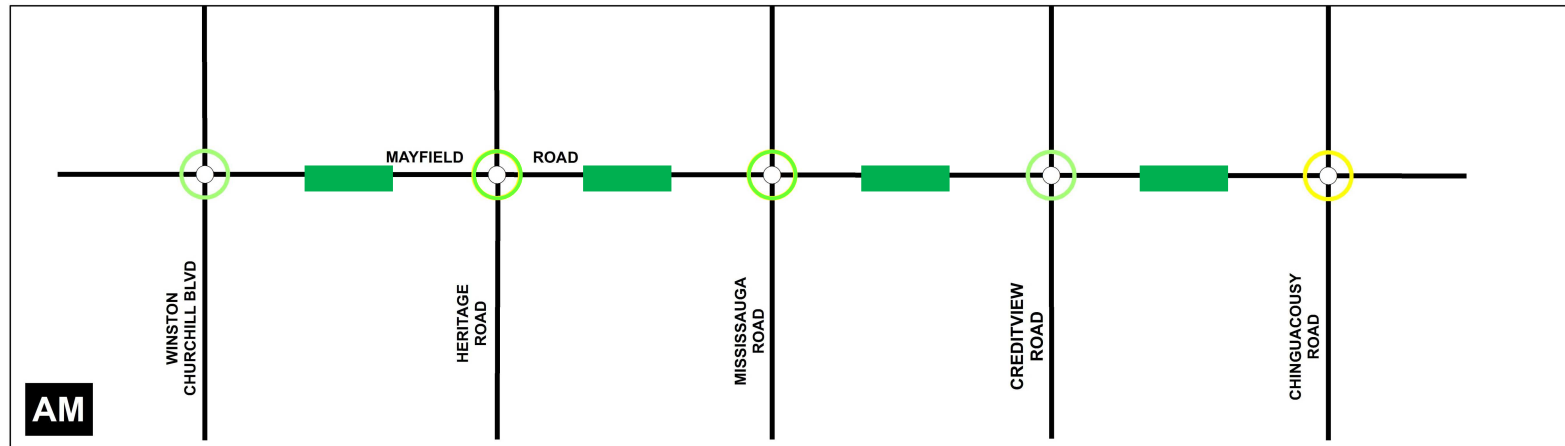 MAYFIELD ROAD
WINSTON
CHURCHILL BLVD
HERITAGE
ROAD
MISSISSAUGA
ROAD
CREDITVIEW
ROAD
CHINGUACOUSY
ROAD
AM